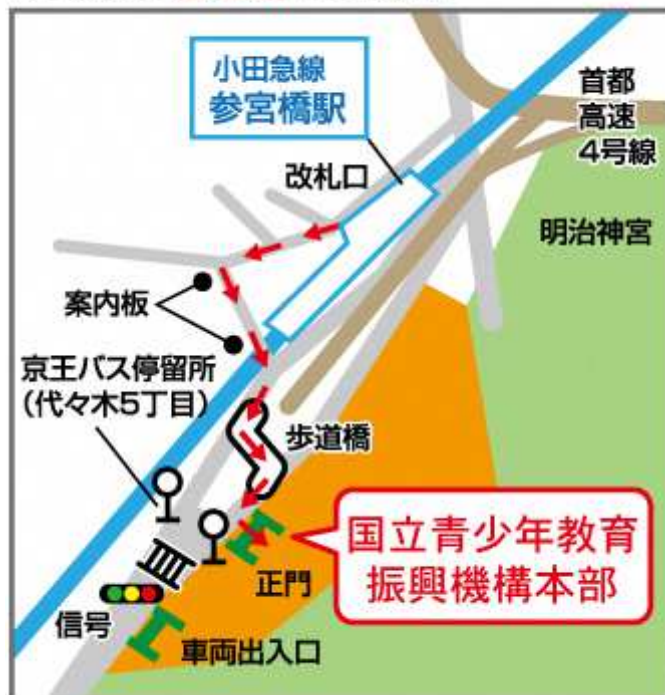 小田急線
参宮橋駅
首都
高速
4号線
改札口
明治神宮
案内板
京王バス停留所
（代々木5丁目）
歩道橋
国立青少年教育
振興機構本部
正門
信号
車両出入口